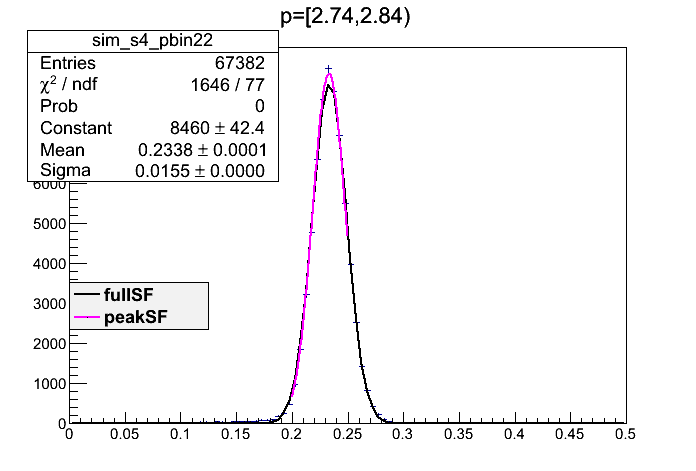 p=[2.74,2.84)
sim_s4_pbin22
Entries 67382
χ² / ndf 1646 / 77
Prob 0
Constant 8460 ± 42.4
Mean 0.2338 ± 0.0001
Sigma 0.0155 ± 0.0000
6000
5000
4000
3000
2000
1000
0
fullSF
peakSF
0 0.05 0.1 0.15 0.2 0.25 0.3 0.35 0.4 0.45 0.5